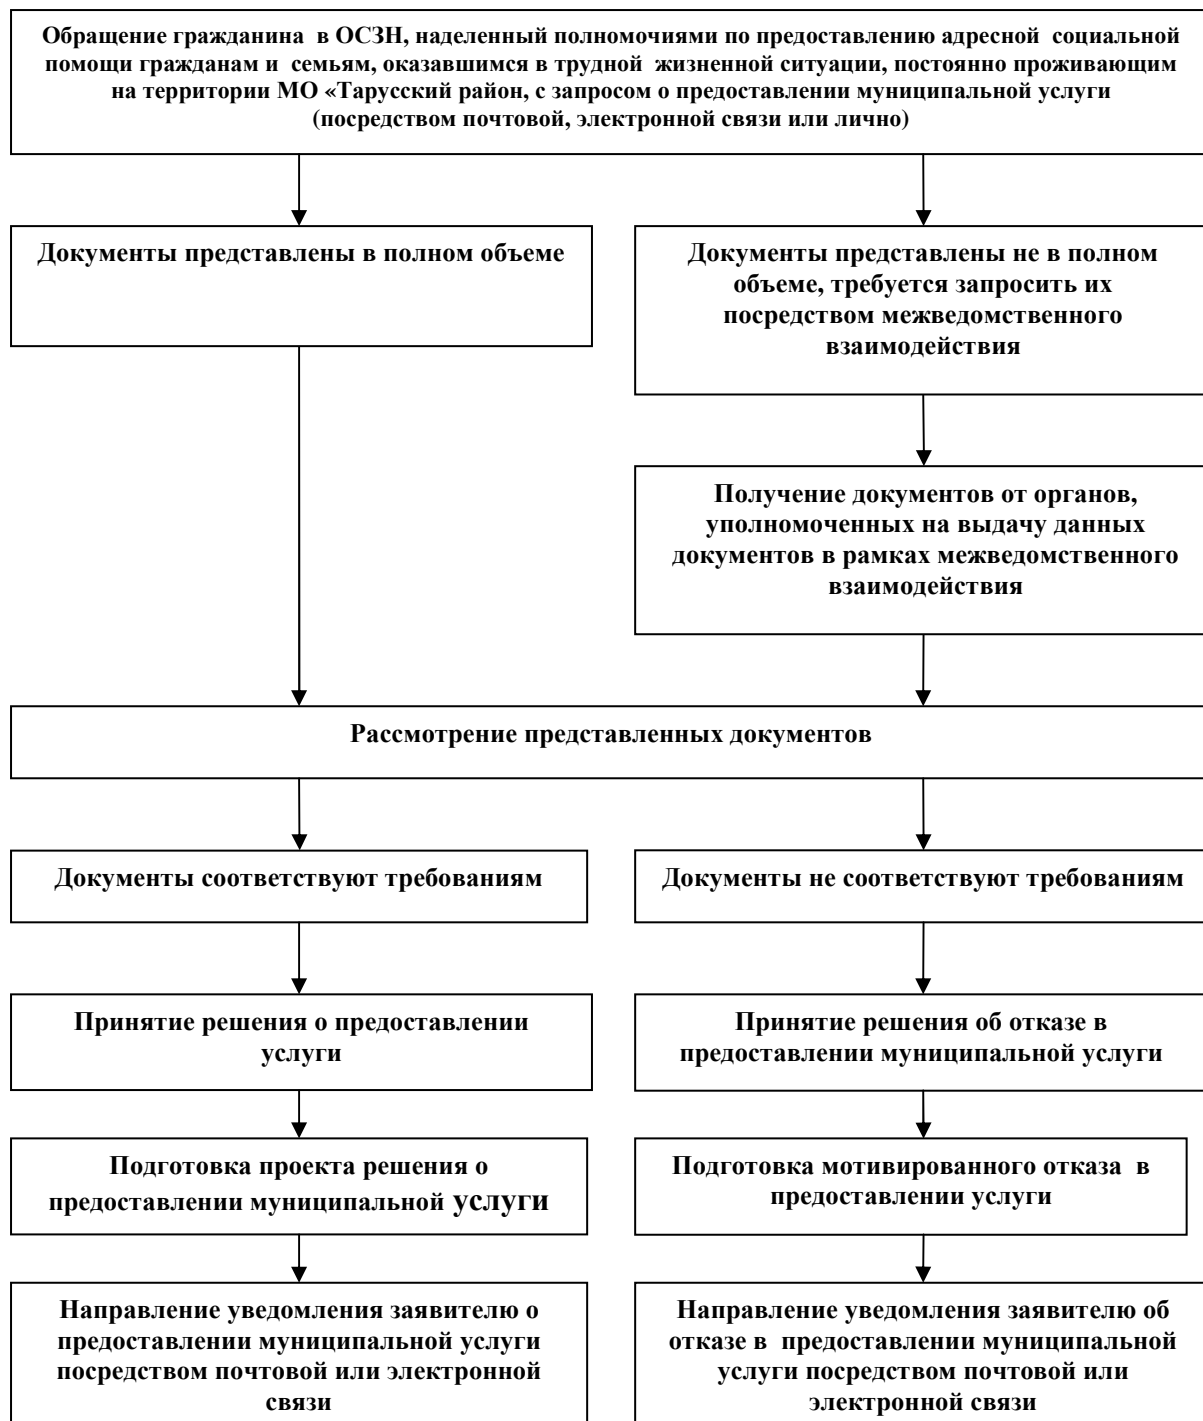 Обращение гражданина в ОСЗН, наделенный полномочиями по предоставлению адресной социальной
помощи гражданам и семьям, оказавшимся в трудной жизненной ситуации, постоянно проживающим
на территории МО «Тарусский район, с запросом о предоставлении муниципальной услуги
(посредством почтовой, электронной связи или лично)
Документы представлены в полном объеме
Документы представлены не в полном
объеме, требуется запросить их
посредством межведомственного
взаимодействия
Получение документов от органов,
уполномоченных на выдачу данных
документов в рамках межведомственного
взаимодействия
Рассмотрение представленных документов
Документы соответствуют требованиям
Документы не соответствуют требованиям
Принятие решения о предоставлении
услуги
Принятие решения об отказе в
предоставлении муниципальной услуги
Подготовка проекта решения о
предоставлении муниципальной услуги
Подготовка мотивированного отказа в
предоставлении услуги
Направление уведомления заявителю о
предоставлении муниципальной услуги
посредством почтовой или электронной
связи
Направление уведомления заявителю об
отказе в предоставлении муниципальной
услуги посредством почтовой или
электронной связи